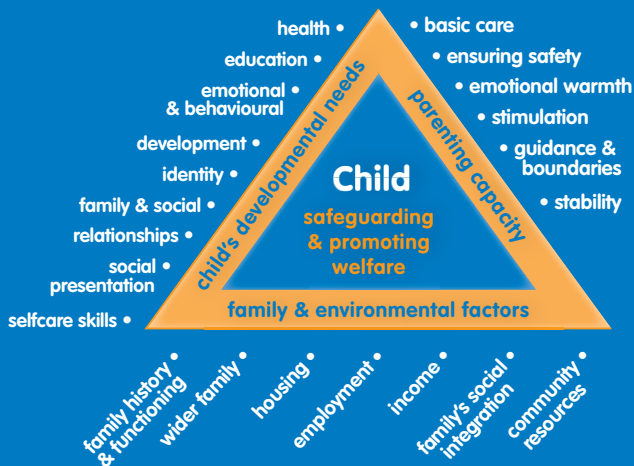 health •
education •
emotional •
& behavioural
development •
identity •
family & social •
relationships •
social •
presentation
selfcare skills •
child's developmental needs
• basic care
• ensuring safety
• emotional warmth
• stimulation
• guidance &
boundaries
• stability
parenting capacity
Child
safeguarding
& promoting
welfare
family & environmental factors
family history •
& functioning
wider family •
housing •
employment •
income •
family's social •
integration
community •
resources